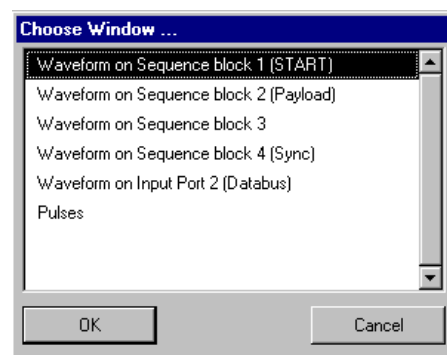 Choose Window ...
Waveform on Sequence block 1 (START)
Waveform on Sequence block 2 (Payload)
Waveform on Sequence block 3
Waveform on Sequence block 4 (Sync)
Waveform on Input Port 2 (Databus)
Pulses
OK Cancel